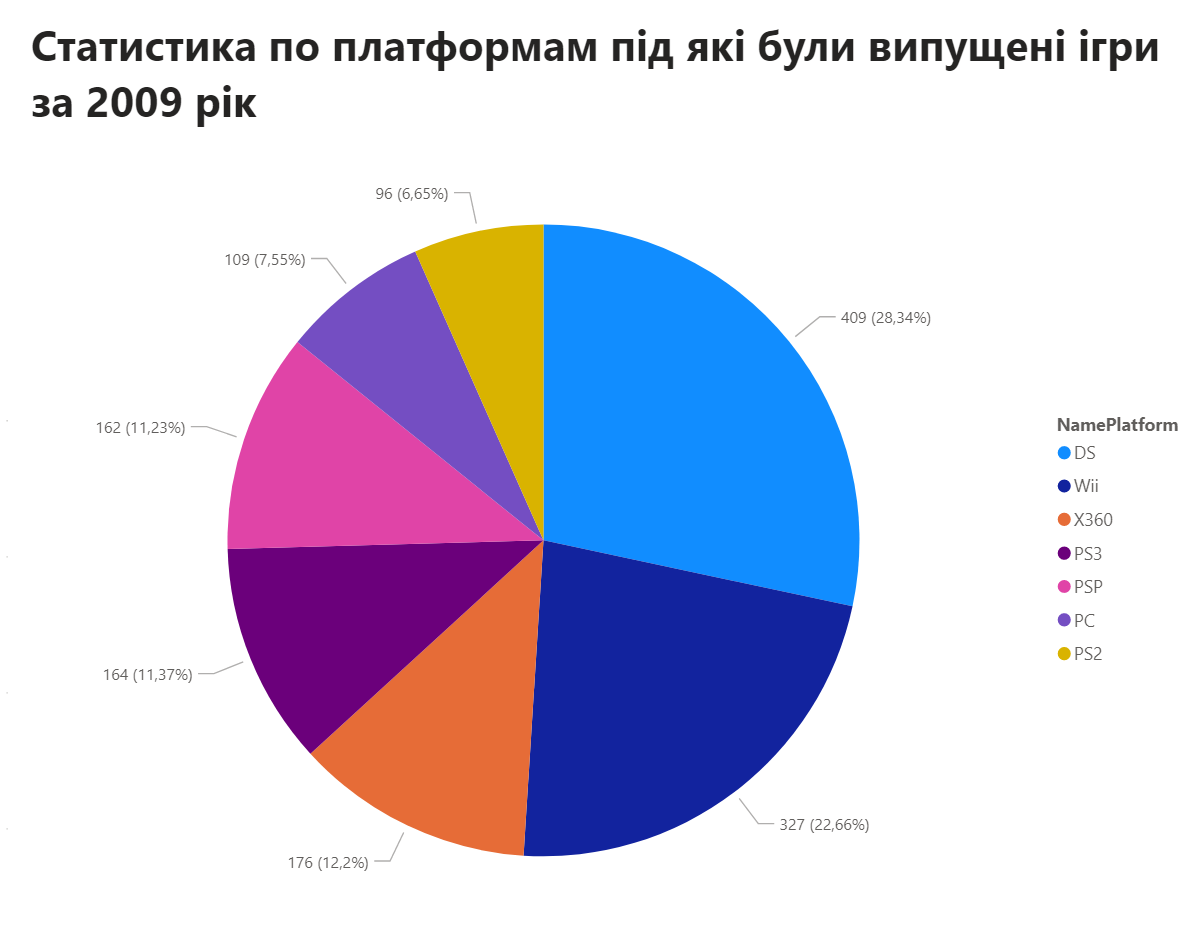 Статистика по платформам під які були випущені ігри
за 2009 рік
96 (6,65%)
109 (7,55%)
409 (28,34%)
162 (11,23%)
164 (11,37%)
327 (22,66%)
176 (12,2%)
NamePlatform
DS
Wii
X360
PS3
PSP
PC
PS2